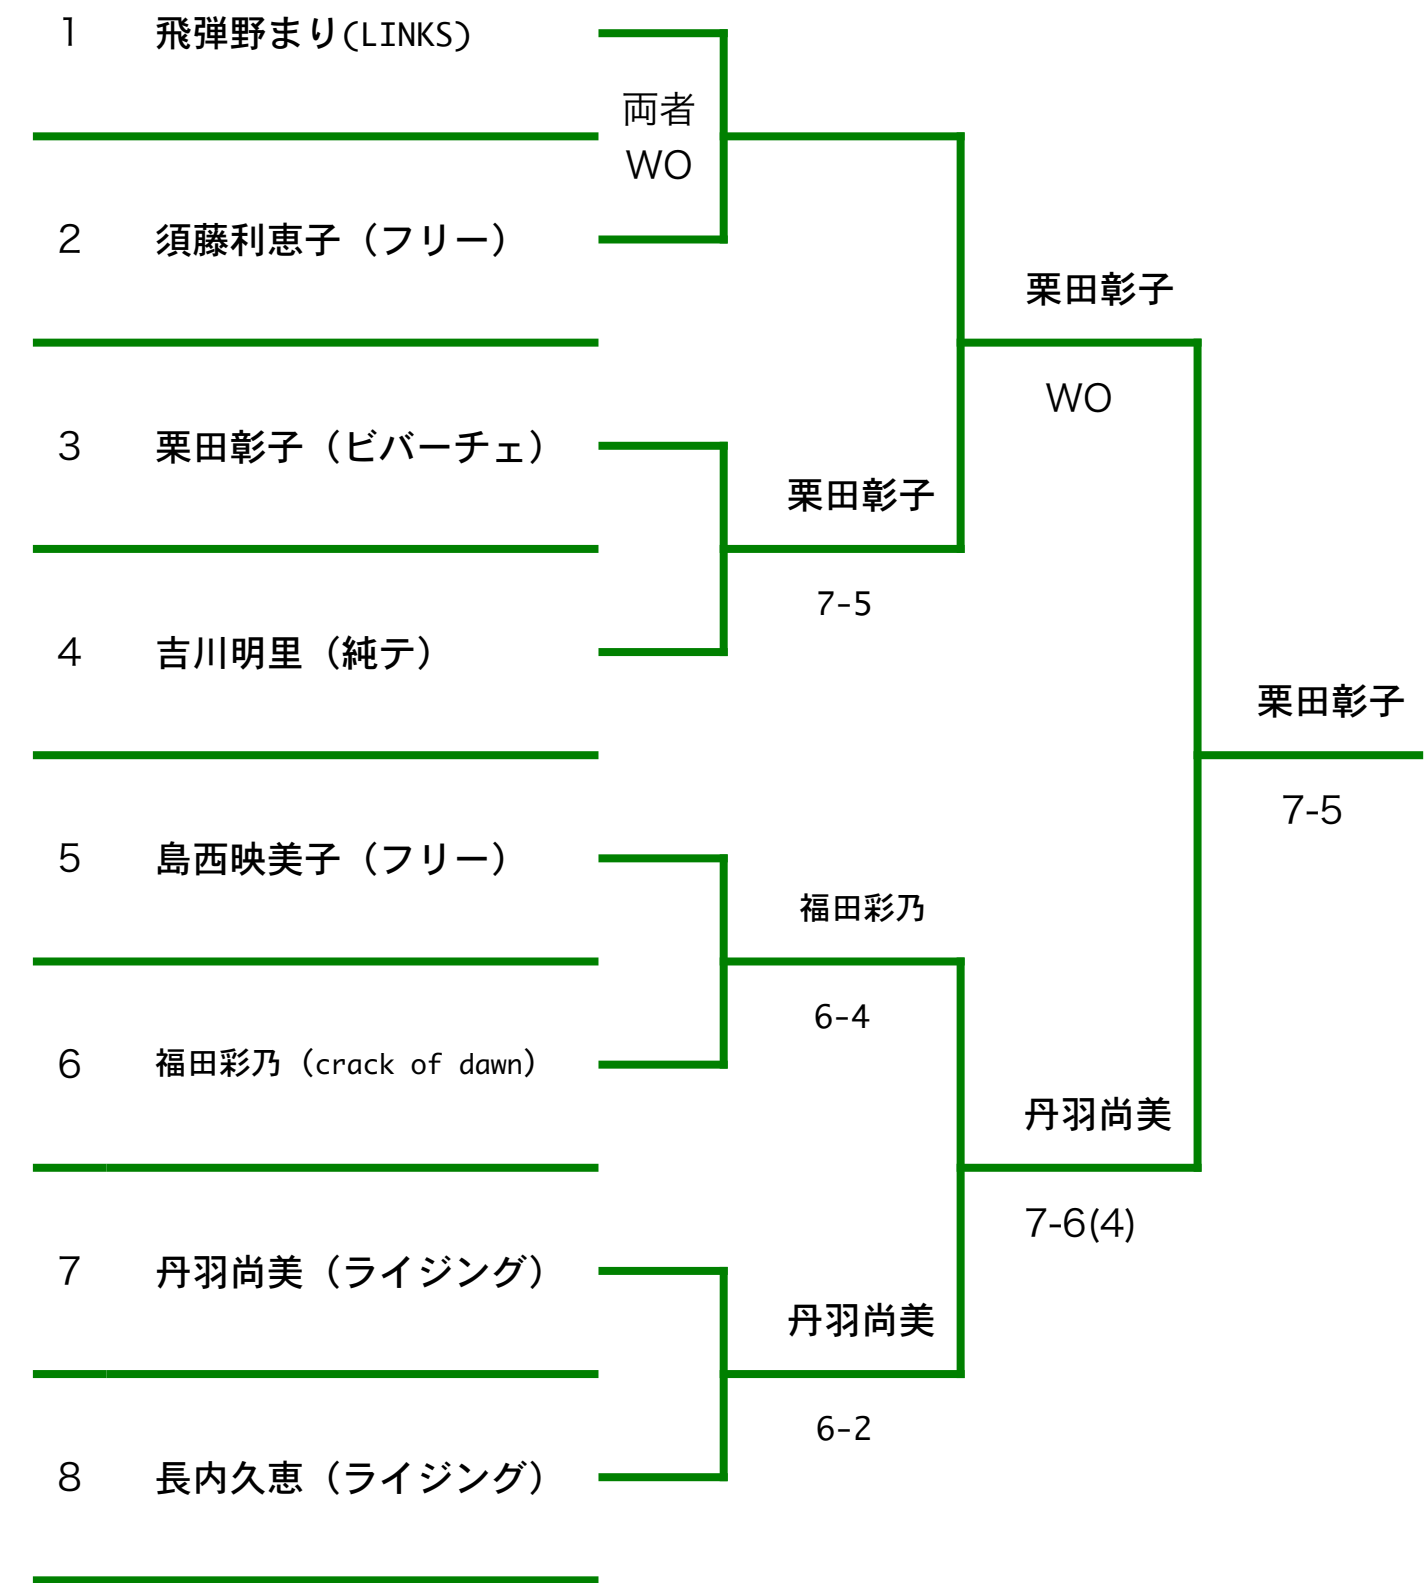 1 飛弾野まり(LINKS)
両者
WO
2 須藤利恵子（フリー）
栗田彰子
WO
3 栗田彰子（ビバーチェ）
栗田彰子
7-5
4 吉川明里（純テ）
栗田彰子
7-5
5 島西映美子（フリー）
福田彩乃
6-4
6 福田彩乃（crack of dawn）
丹羽尚美
7-6(4)
7 丹羽尚美（ライジング）
丹羽尚美
6-2
8 長内久恵（ライジング）